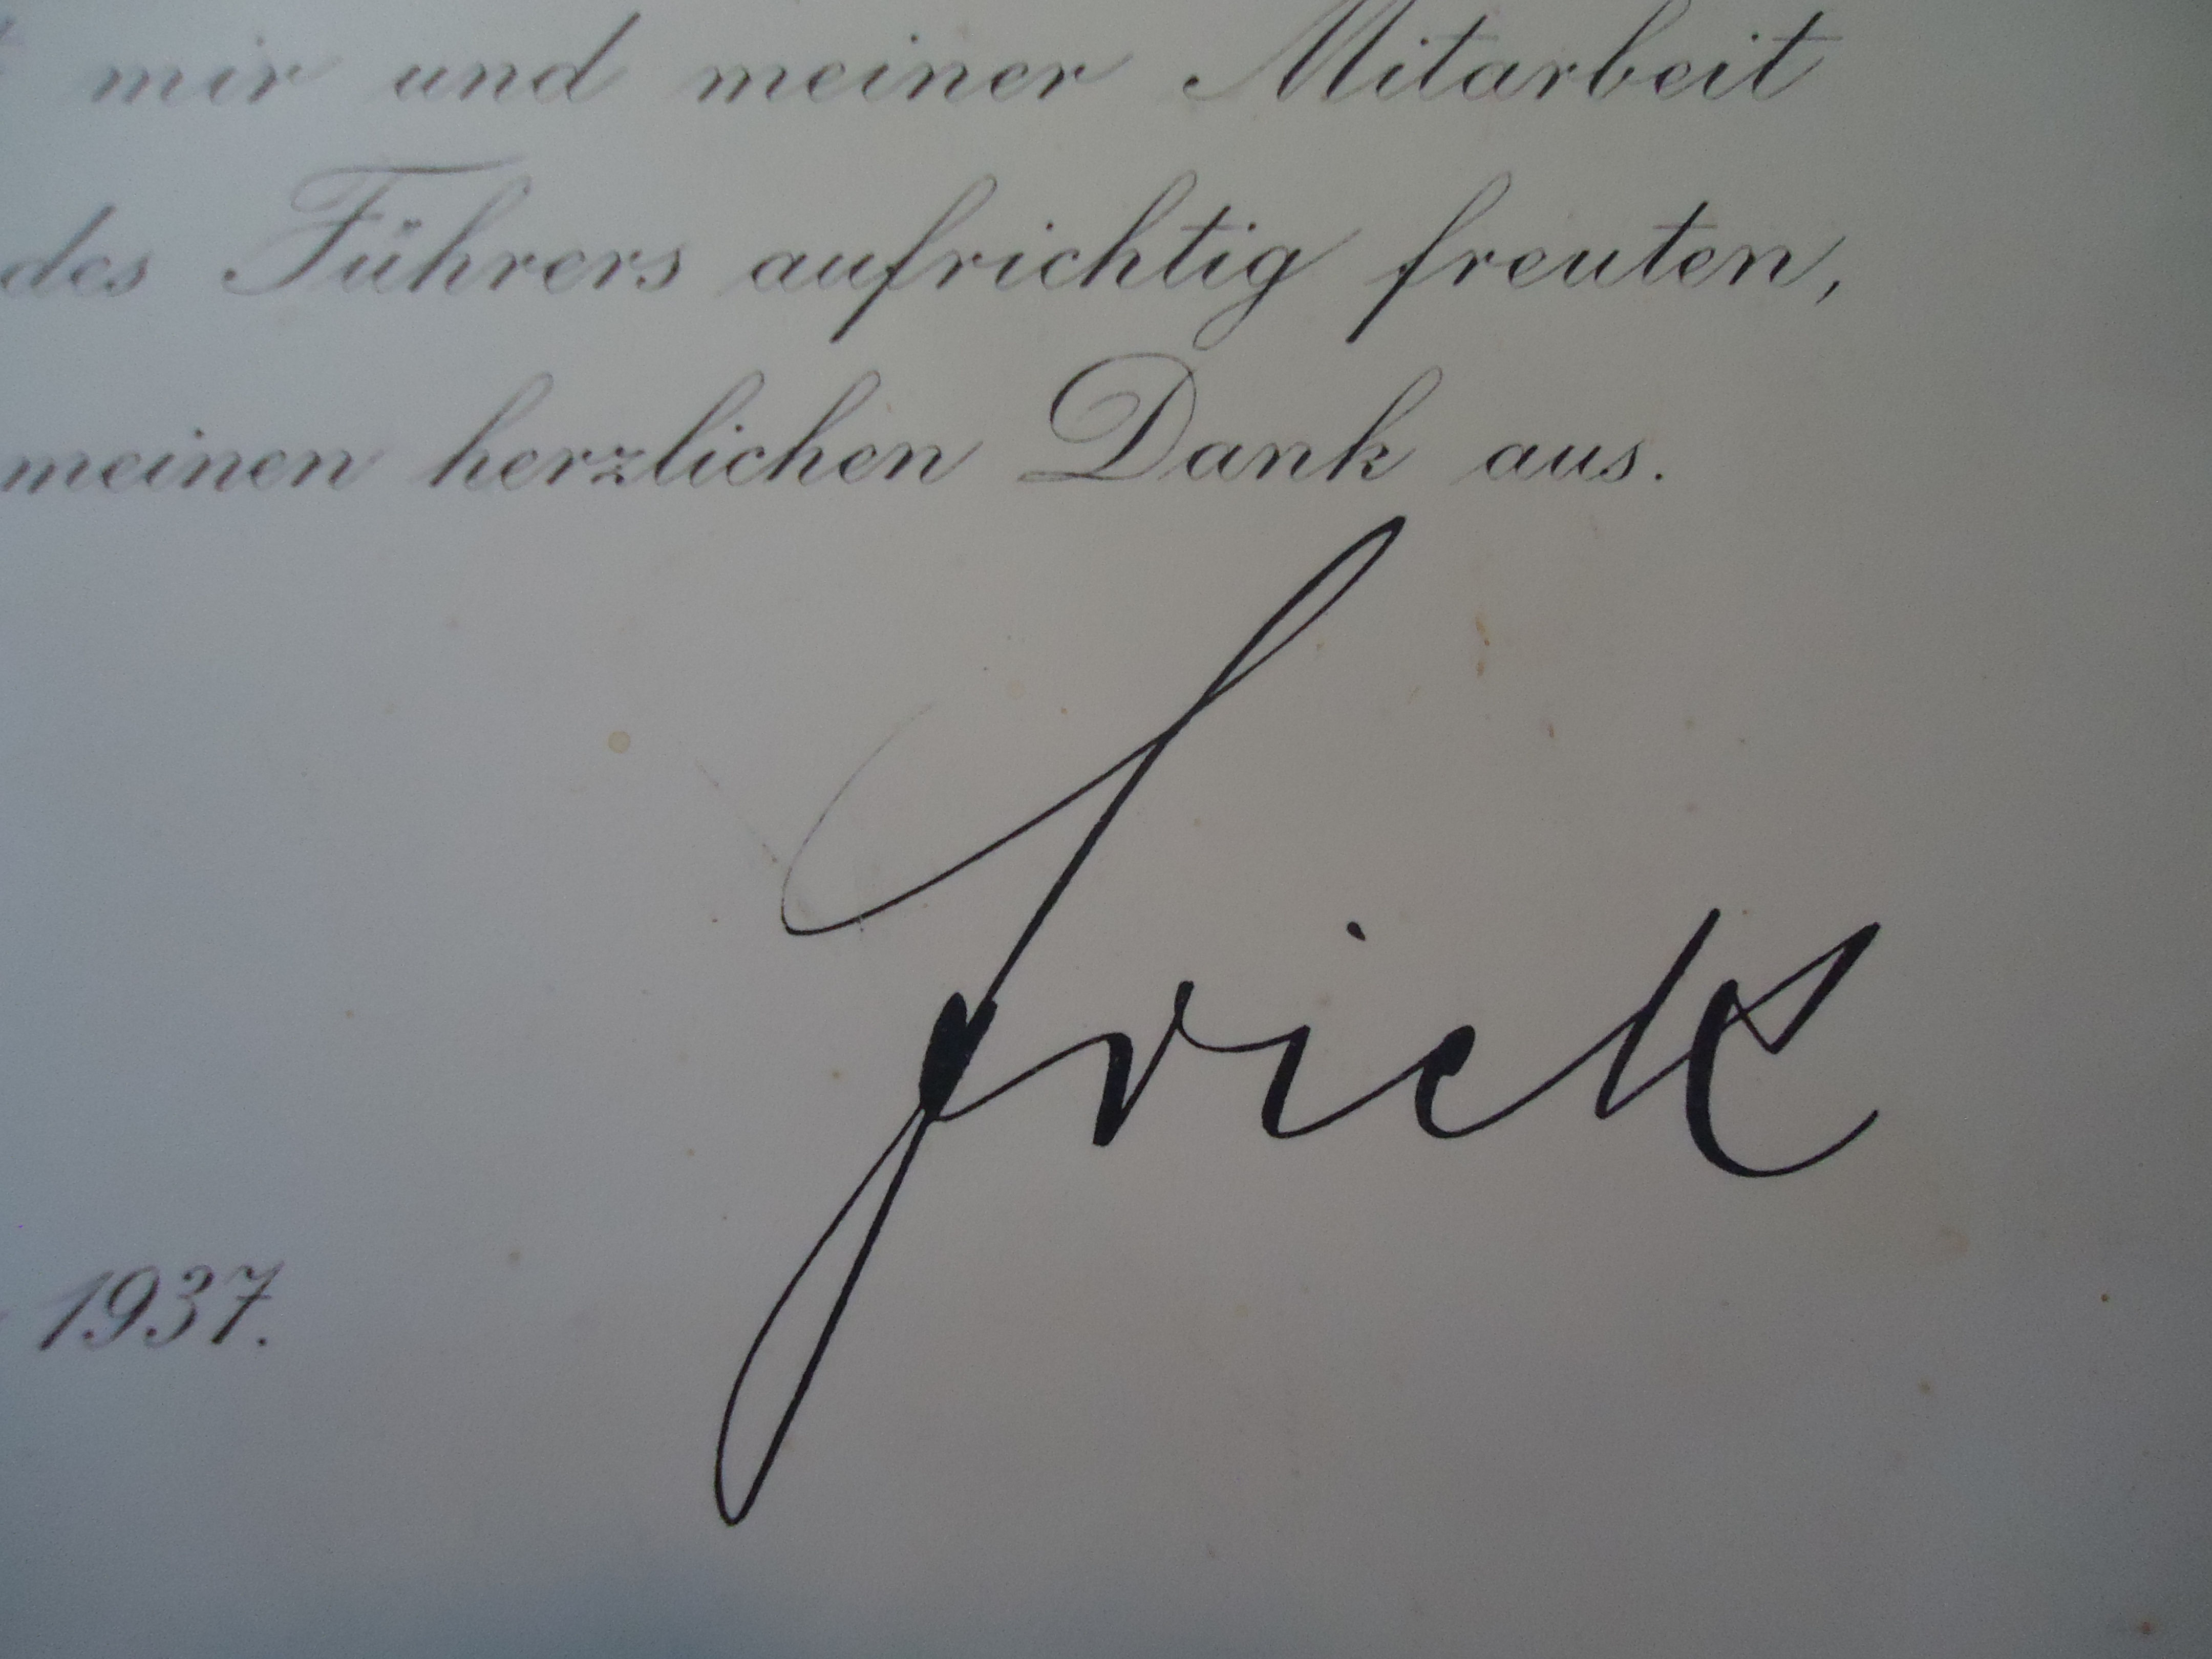 mir und meiner Mitarbeit
des Führers aufrichtig freuten,
meinen herzlichen Dank aus.
Frick
1937.